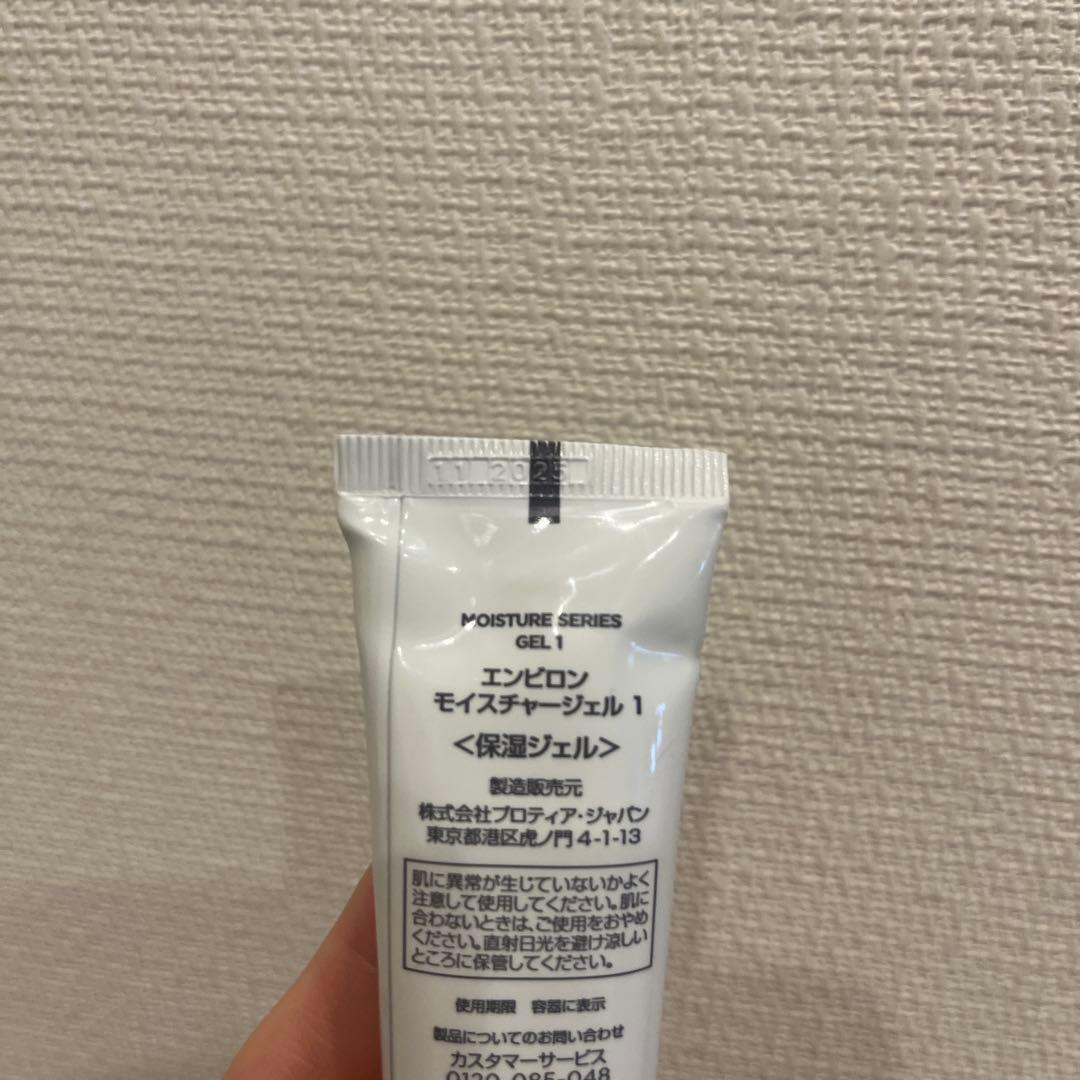 11 2025
MOISTURE SERIES
GEL 1
エンビロン
モイスチャージェル 1
<保湿ジェル>
製造販売元
株式会社プロティア・ジャパン
東京都港区虎ノ門 4-1-13
肌に異常が生じていないかよく
注意して使用してください。肌に
合わないときは、ご使用をおやめ
ください。直射日光を避け涼しい
ところに保管してください。
使用期限 容器に表示
製品についてのお問い合わせ
カスタマーサービス
0120-085-048